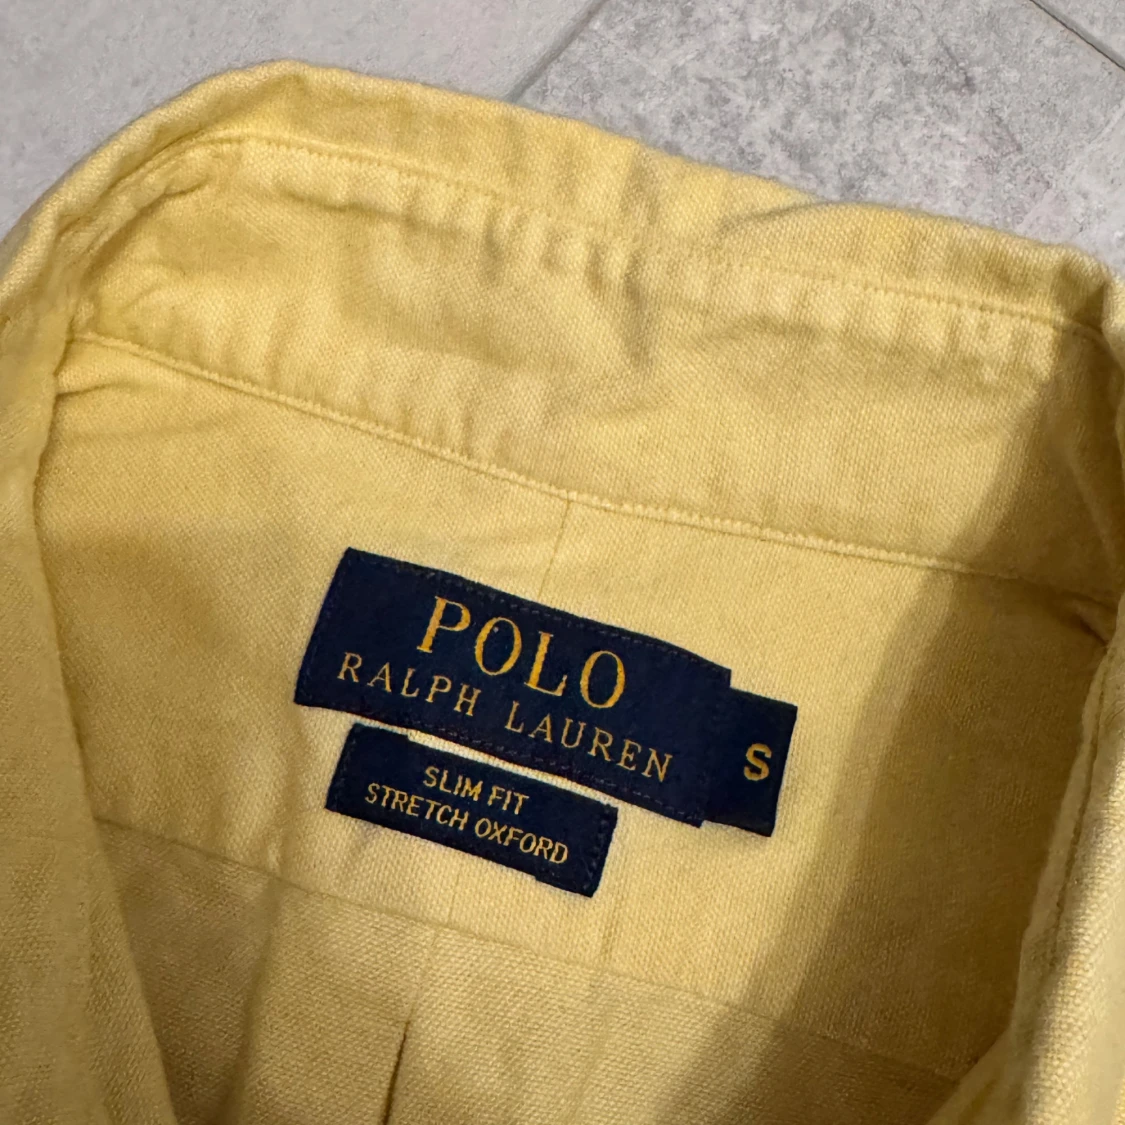 POLO
RALPH LAUREN
S
SLIM FIT
STRETCH OXFORD